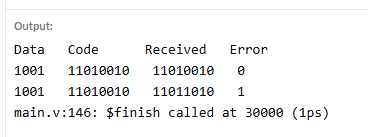 Output:
Data Code Received Error
1001 11010010 11010010 0
1001 11010010 11011010 1
main.v:146: $finish called at 30000 (1ps)